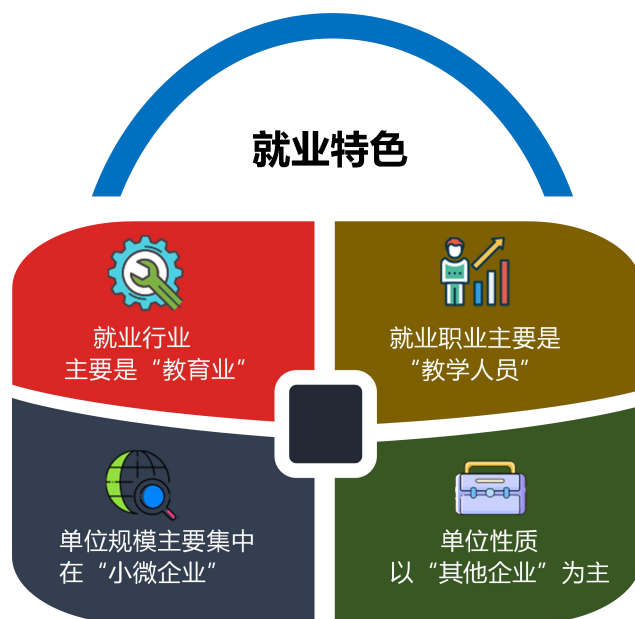 就业特色
就业行业
主要是“教育业”
就业职业主要是
“教学人员”
单位规模主要集中
在“小微企业”
单位性质
以“其他企业”为主